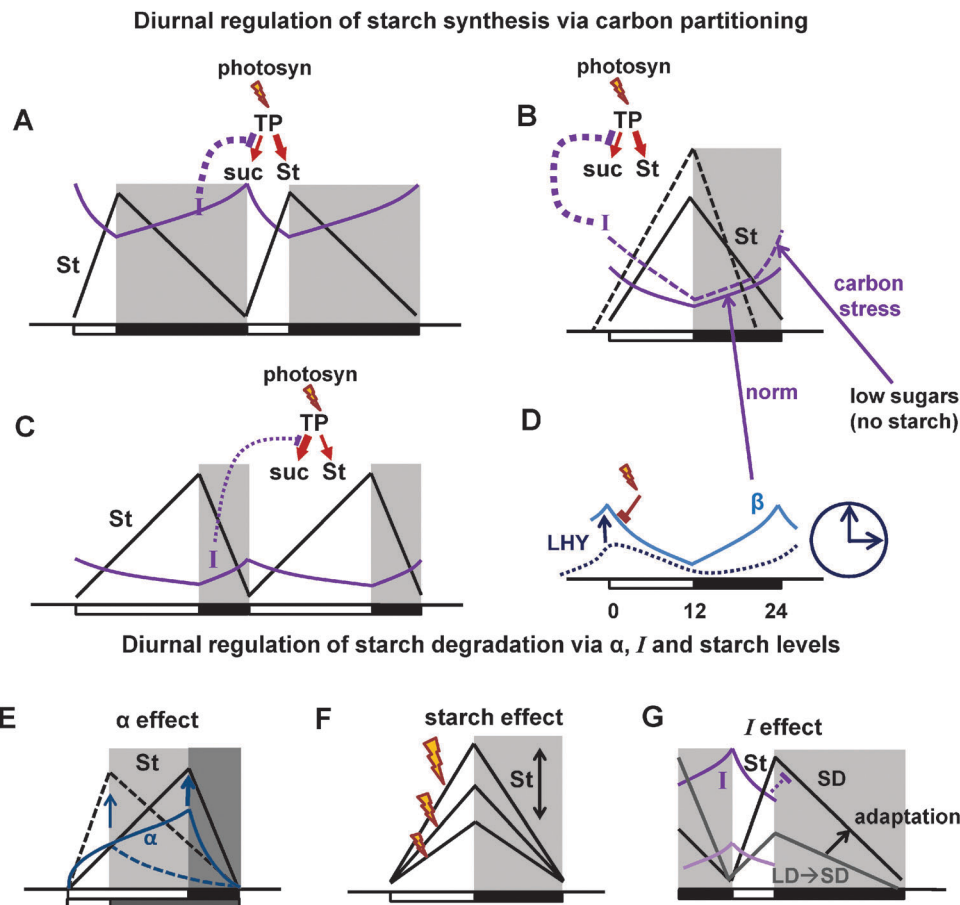 Diurnal regulation of starch synthesis via carbon partitioning
A
photosyn
TP
suc St
I
St
B
photosyn
TP
suc St
I
St
carbon
stress
norm
low sugars
(no starch)
C
photosyn
TP
suc St
St
I
D
β
LHY
0 12 24
Diurnal regulation of starch degradation via α, I and starch levels
E
α effect
St
α
F
starch effect
St
G
I effect
I
St
SD
adaptation
LD→SD